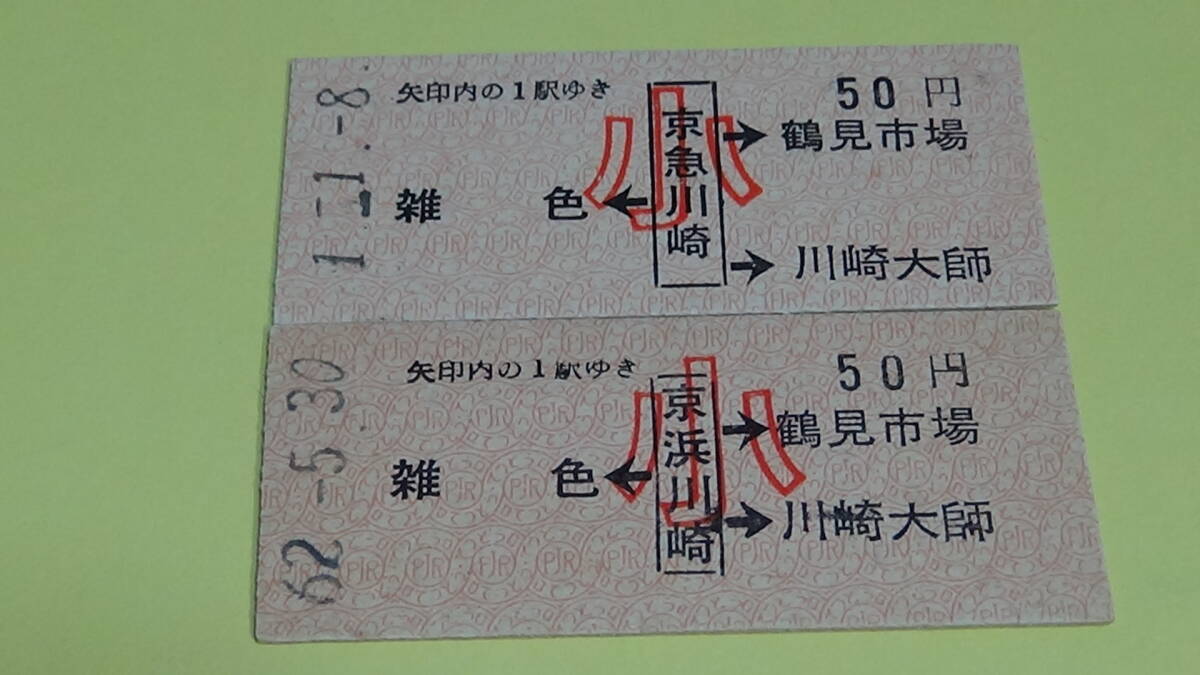 1.-1.-8
矢印内の1駅ゆき
50円
小
京急川崎
→鶴見市場
雑色←
→川崎大師
62-5.30
矢印内の1駅ゆき
50円
小
京浜川崎
→鶴見市場
雑色←
→川崎大師